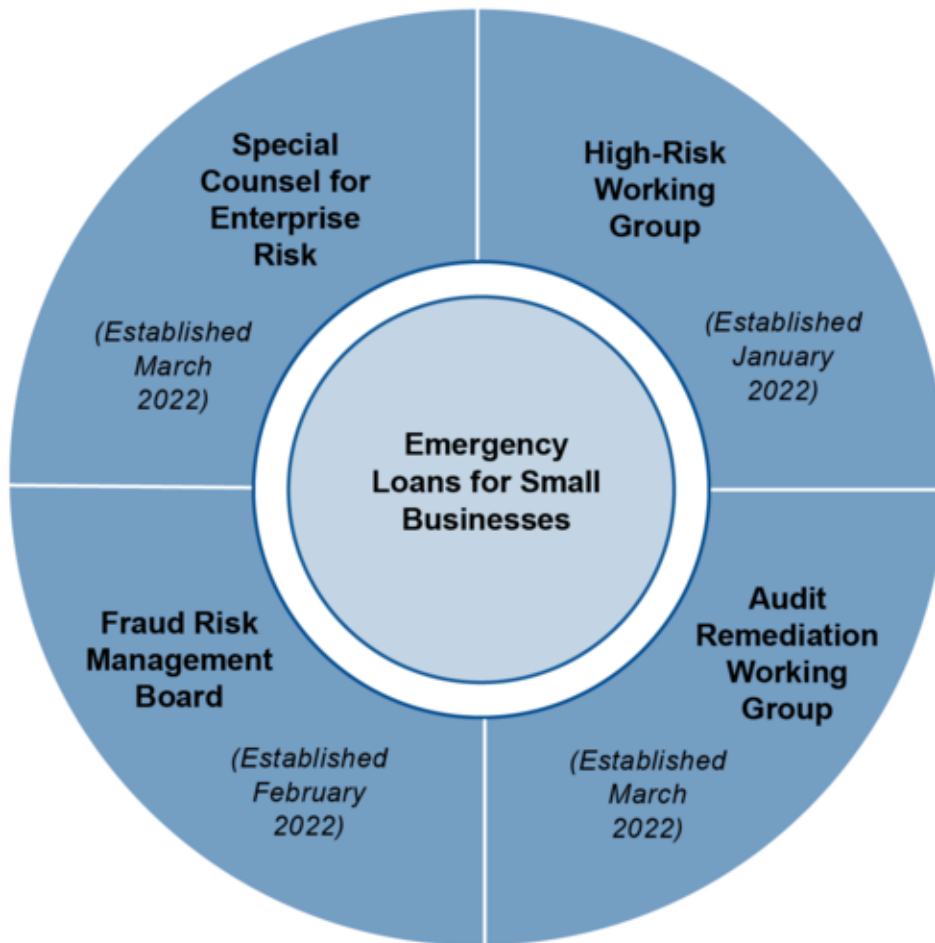 Special
Counsel for
Enterprise
Risk
(Established
March
2022)
High-Risk
Working
Group
(Established
January
2022)
Emergency
Loans for Small
Businesses
Fraud Risk
Management
Board
(Established
February
2022)
Audit
Remediation
Working
Group
(Established
March
2022)